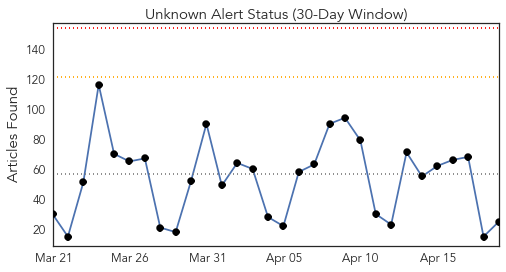 Unknown Alert Status (30-Day Window)
Articles Found
140
120
100
80
60
40
20
Mar 21 Mar 26 Mar 31 Apr 05 Apr 10 Apr 15